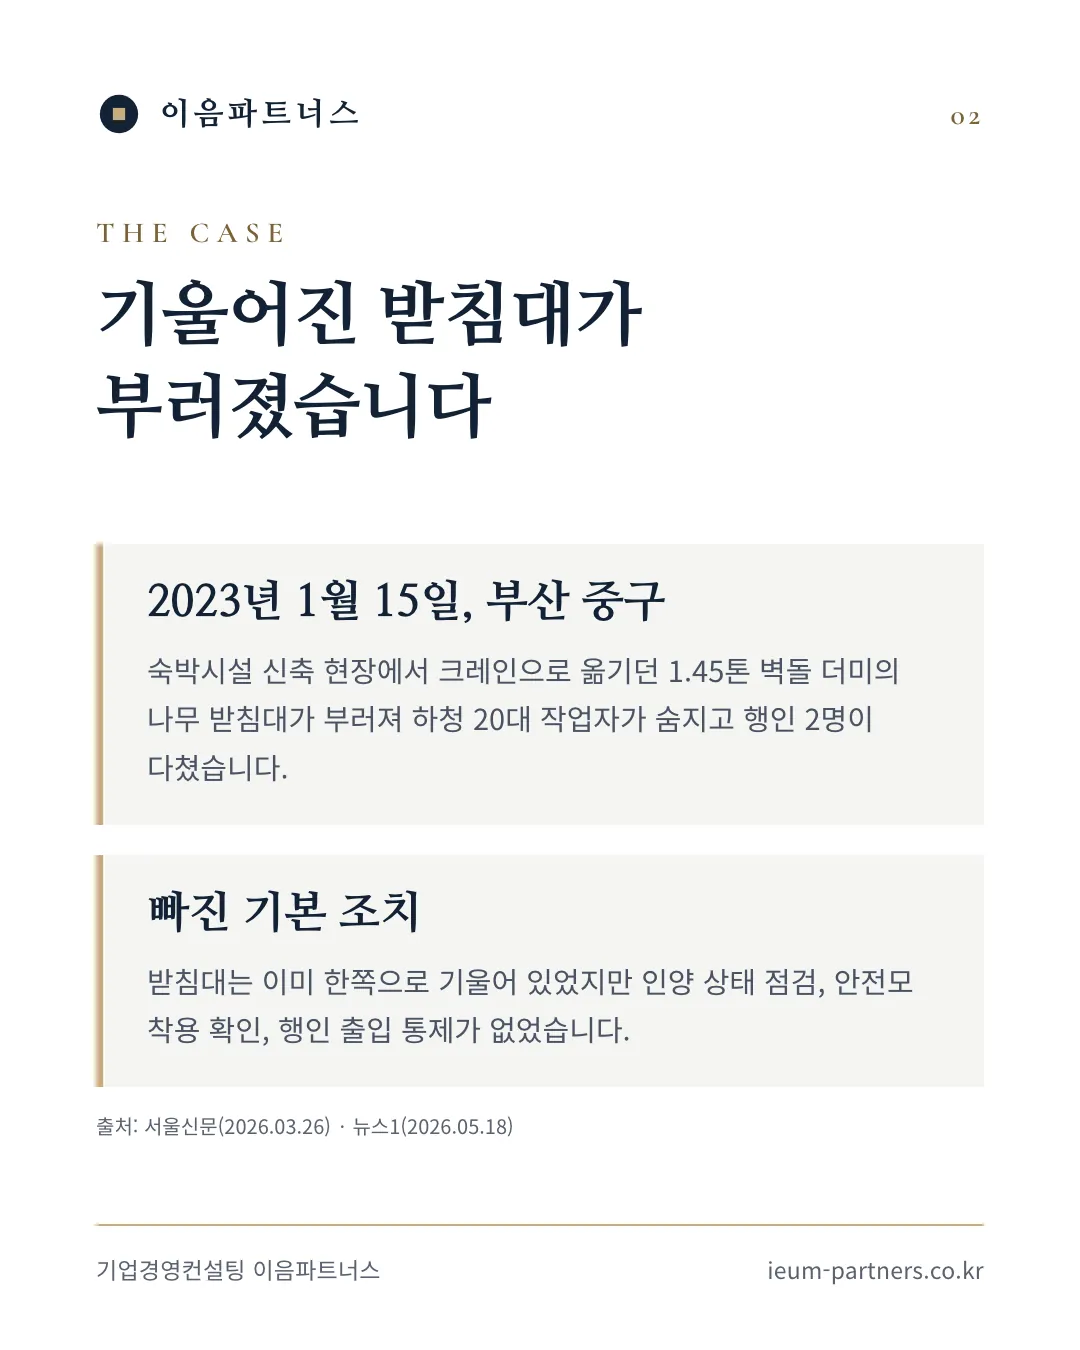 이음파트너스
02
THE CASE
기울어진 받침대가
부러졌습니다
2023년 1월 15일, 부산 중구
숙박시설 신축 현장에서 크레인으로 옮기던 1.45톤 벽돌 더미의
나무 받침대가 부러져 하청 20대 작업자가 숨지고 행인 2명이
다쳤습니다.
빠진 기본 조치
받침대는 이미 한쪽으로 기울어 있었지만 인양 상태 점검, 안전모
착용 확인, 행인 출입 통제가 없었습니다.
출처: 서울신문(2026.03.26) · 뉴스1(2026.05.18)
기업경영컨설팅 이음파트너스
ieum-partners.co.kr